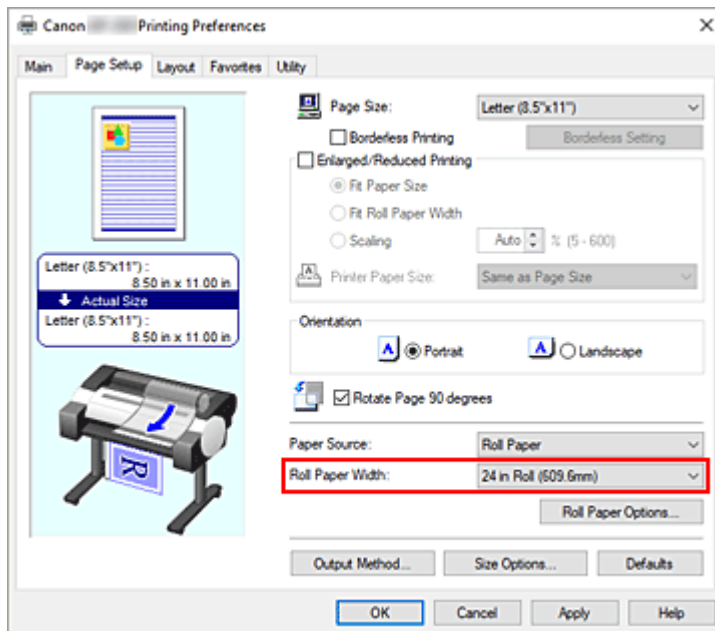 Canon Printing Preferences
Main Page Setup Layout Favorites Utility
Page Size: Letter (8.5"x11")
Borderless Printing Borderless Setting
Enlarged/Reduced Printing
Fit Paper Size
Fit Roll Paper Width
Scaling Auto % (5 - 600)
Printer Paper Size: Same as Page Size
Letter (8.5"x11") :
8.50 in x 11.00 in
Actual Size
Letter (8.5"x11") :
8.50 in x 11.00 in
Orientation
A Portrait A Landscape
Rotate Page 90 degrees
R
Paper Source: Roll Paper
Roll Paper Width: 24 in Roll (609.6mm)
Roll Paper Options...
Output Method... Size Options... Defaults
OK Cancel Apply Help